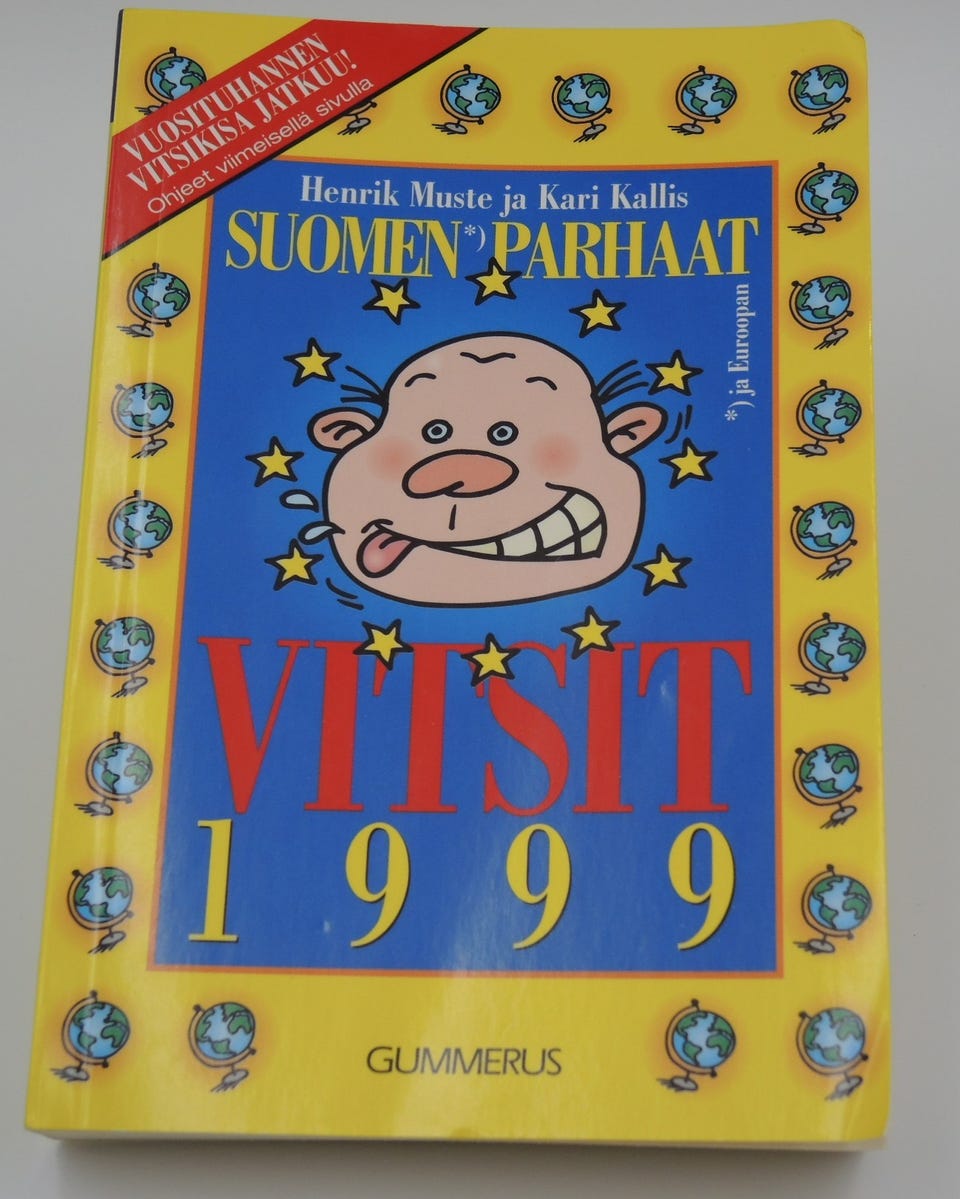 VUOSITUHANNEN
VITSIKISA JATKUU!
Ohjeet viimeisellä sivulla
Henrik Muste ja Kari Kallis
SUOMEN*) PARHAAT
*) ja Euroopan
VITSIT
1999
GUMMERUS